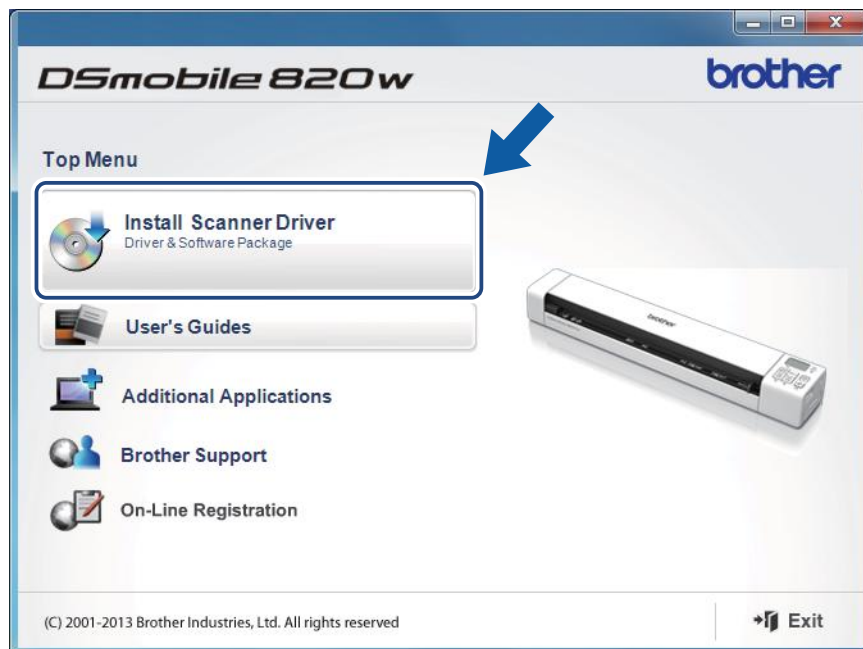 DSmobile 820w
brother
Top Menu
Install Scanner Driver
Driver & Software Package
User's Guides
Additional Applications
Brother Support
On-Line Registration
brother
(C) 2001-2013 Brother Industries, Ltd. All rights reserved
Exit